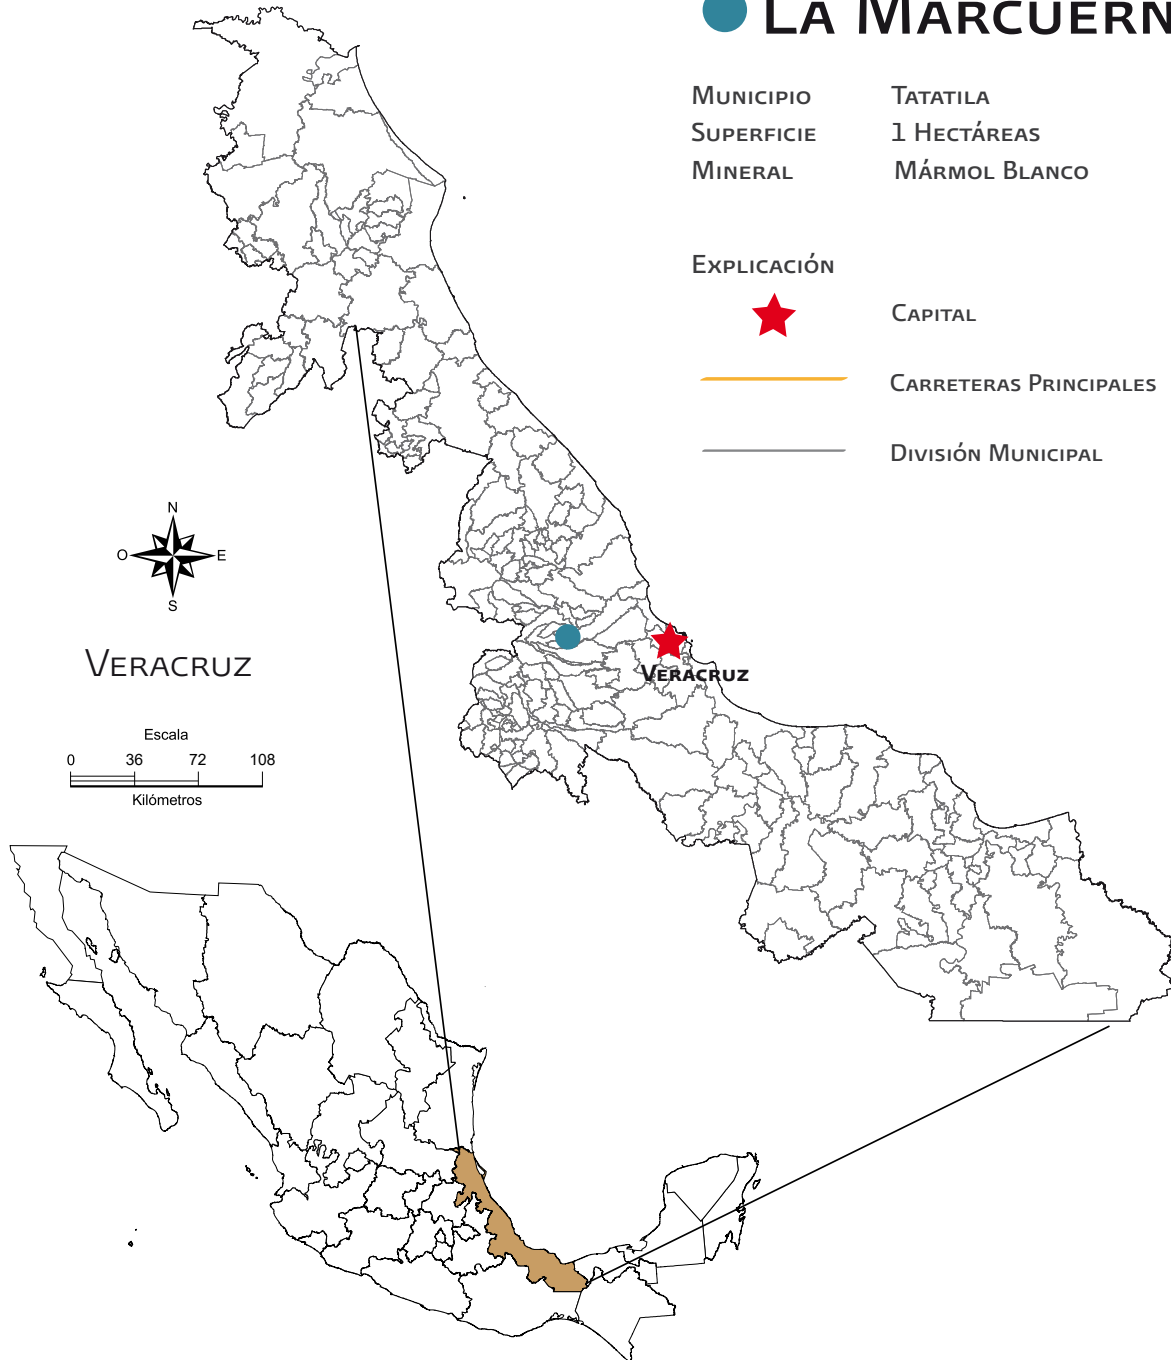 LA MARCUERN
MUNICIPIO TATATILA
SUPERFICIE 1 HECTÁREAS
MINERAL MÁRMOL BLANCO
EXPLICACIÓN
CAPITAL
CARRETERAS PRINCIPALES
DIVISIÓN MUNICIPAL
N
O E
S
VERACRUZ
VERACRUZ
Escala
0 36 72 108
Kilómetros